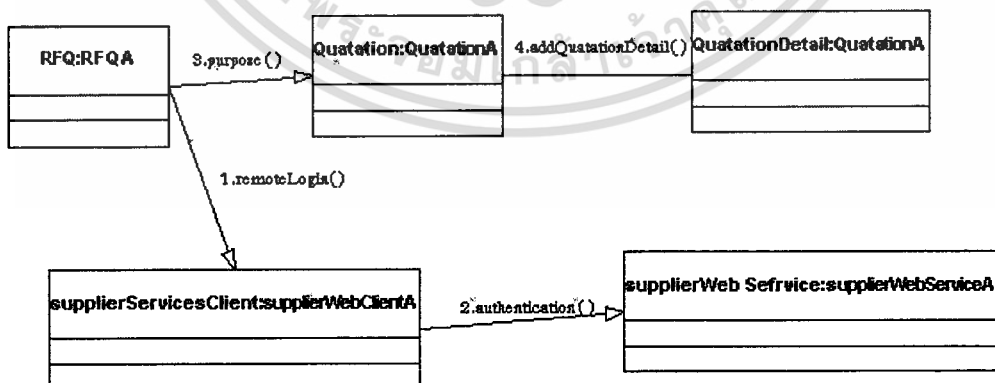 RFQ:RFQA
3.purpose()
Quatation:QuatationA
4.addQuatationDetail()
QuatationDetail:QuatationA
1.remoteLogin()
supplierServicesClient:supplierWebClientA
2.authentication()
supplierWeb Sefrvice:supplierWebServiceA